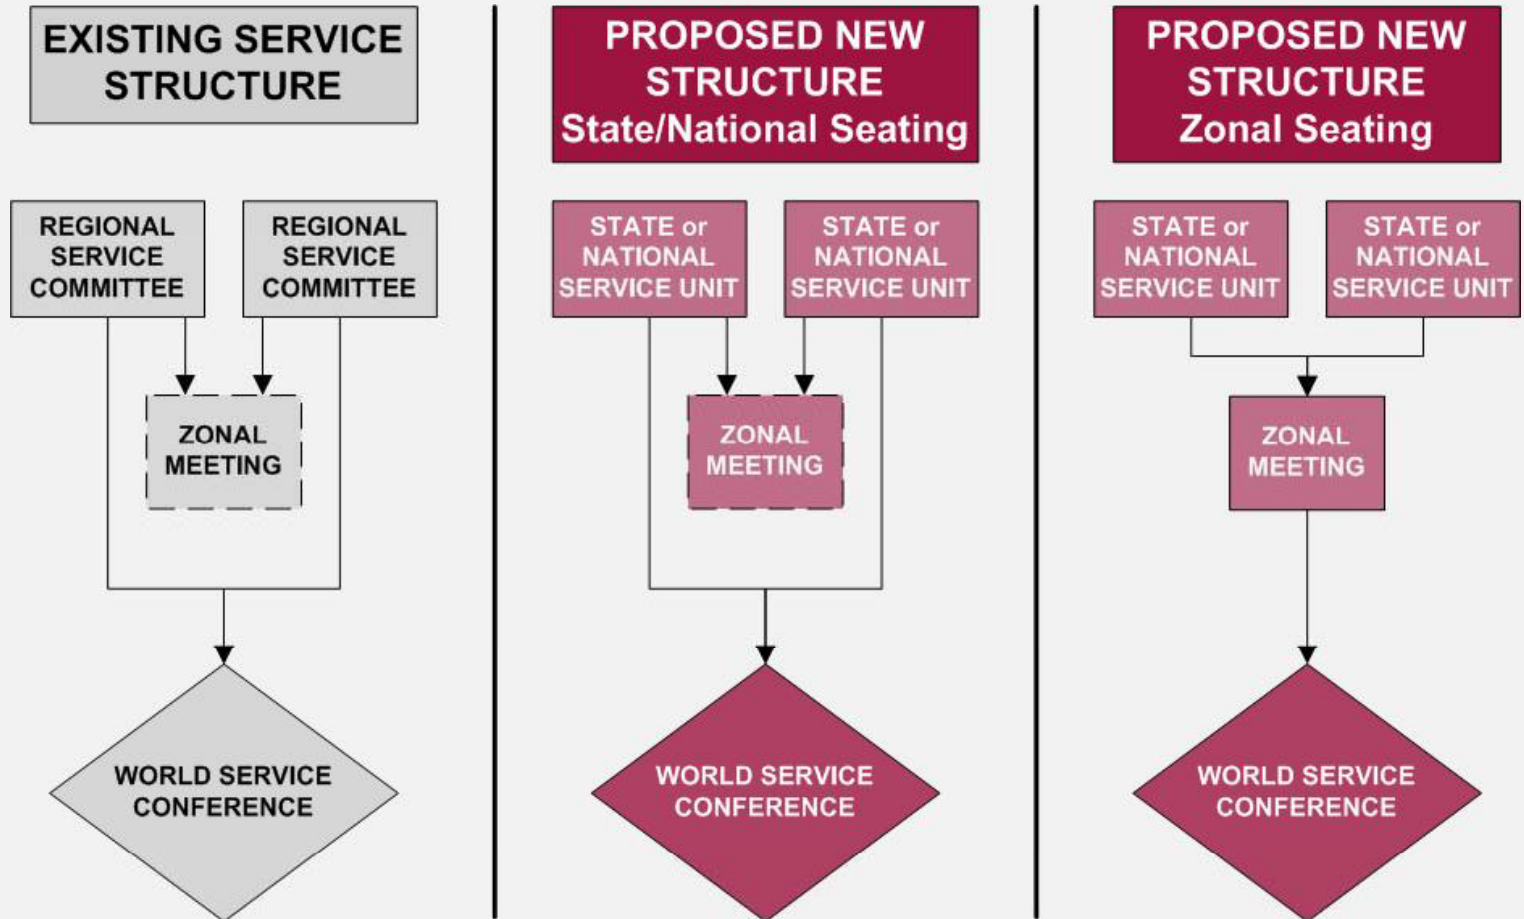 EXISTING SERVICE
STRUCTURE
REGIONAL
SERVICE
COMMITTEE
REGIONAL
SERVICE
COMMITTEE
ZONAL
MEETING
WORLD SERVICE
CONFERENCE
PROPOSED NEW
STRUCTURE
State/National Seating
STATE or
NATIONAL
SERVICE UNIT
STATE or
NATIONAL
SERVICE UNIT
ZONAL
MEETING
WORLD SERVICE
CONFERENCE
PROPOSED NEW
STRUCTURE
Zonal Seating
STATE or
NATIONAL
SERVICE UNIT
STATE or
NATIONAL
SERVICE UNIT
ZONAL
MEETING
WORLD SERVICE
CONFERENCE